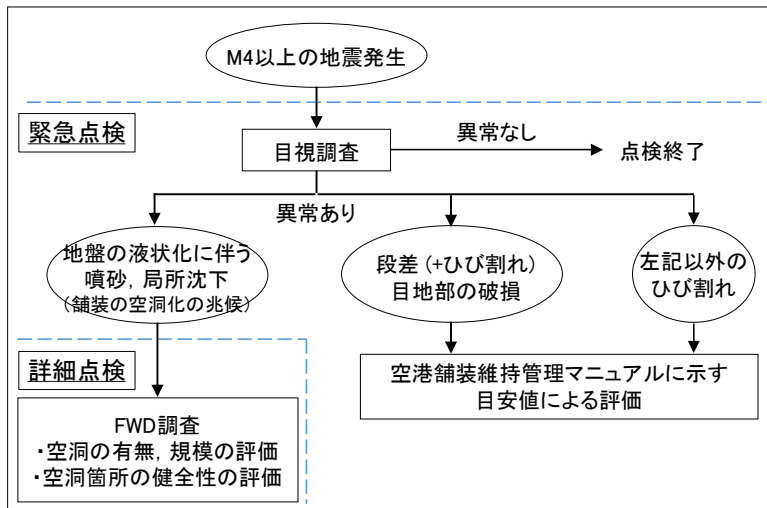 M4以上の地震発生
緊急点検
目視調査
異常なし
点検終了
異常あり
地盤の液状化に伴う
噴砂，局所沈下
（舗装の空洞化の兆候）
段差（+ひび割れ）
目地部の破損
左記以外の
ひび割れ
詳細点検
FWD調査
・空洞の有無，規模の評価
・空洞箇所の健全性の評価
空港舗装維持管理マニュアルに示す
目安値による評価